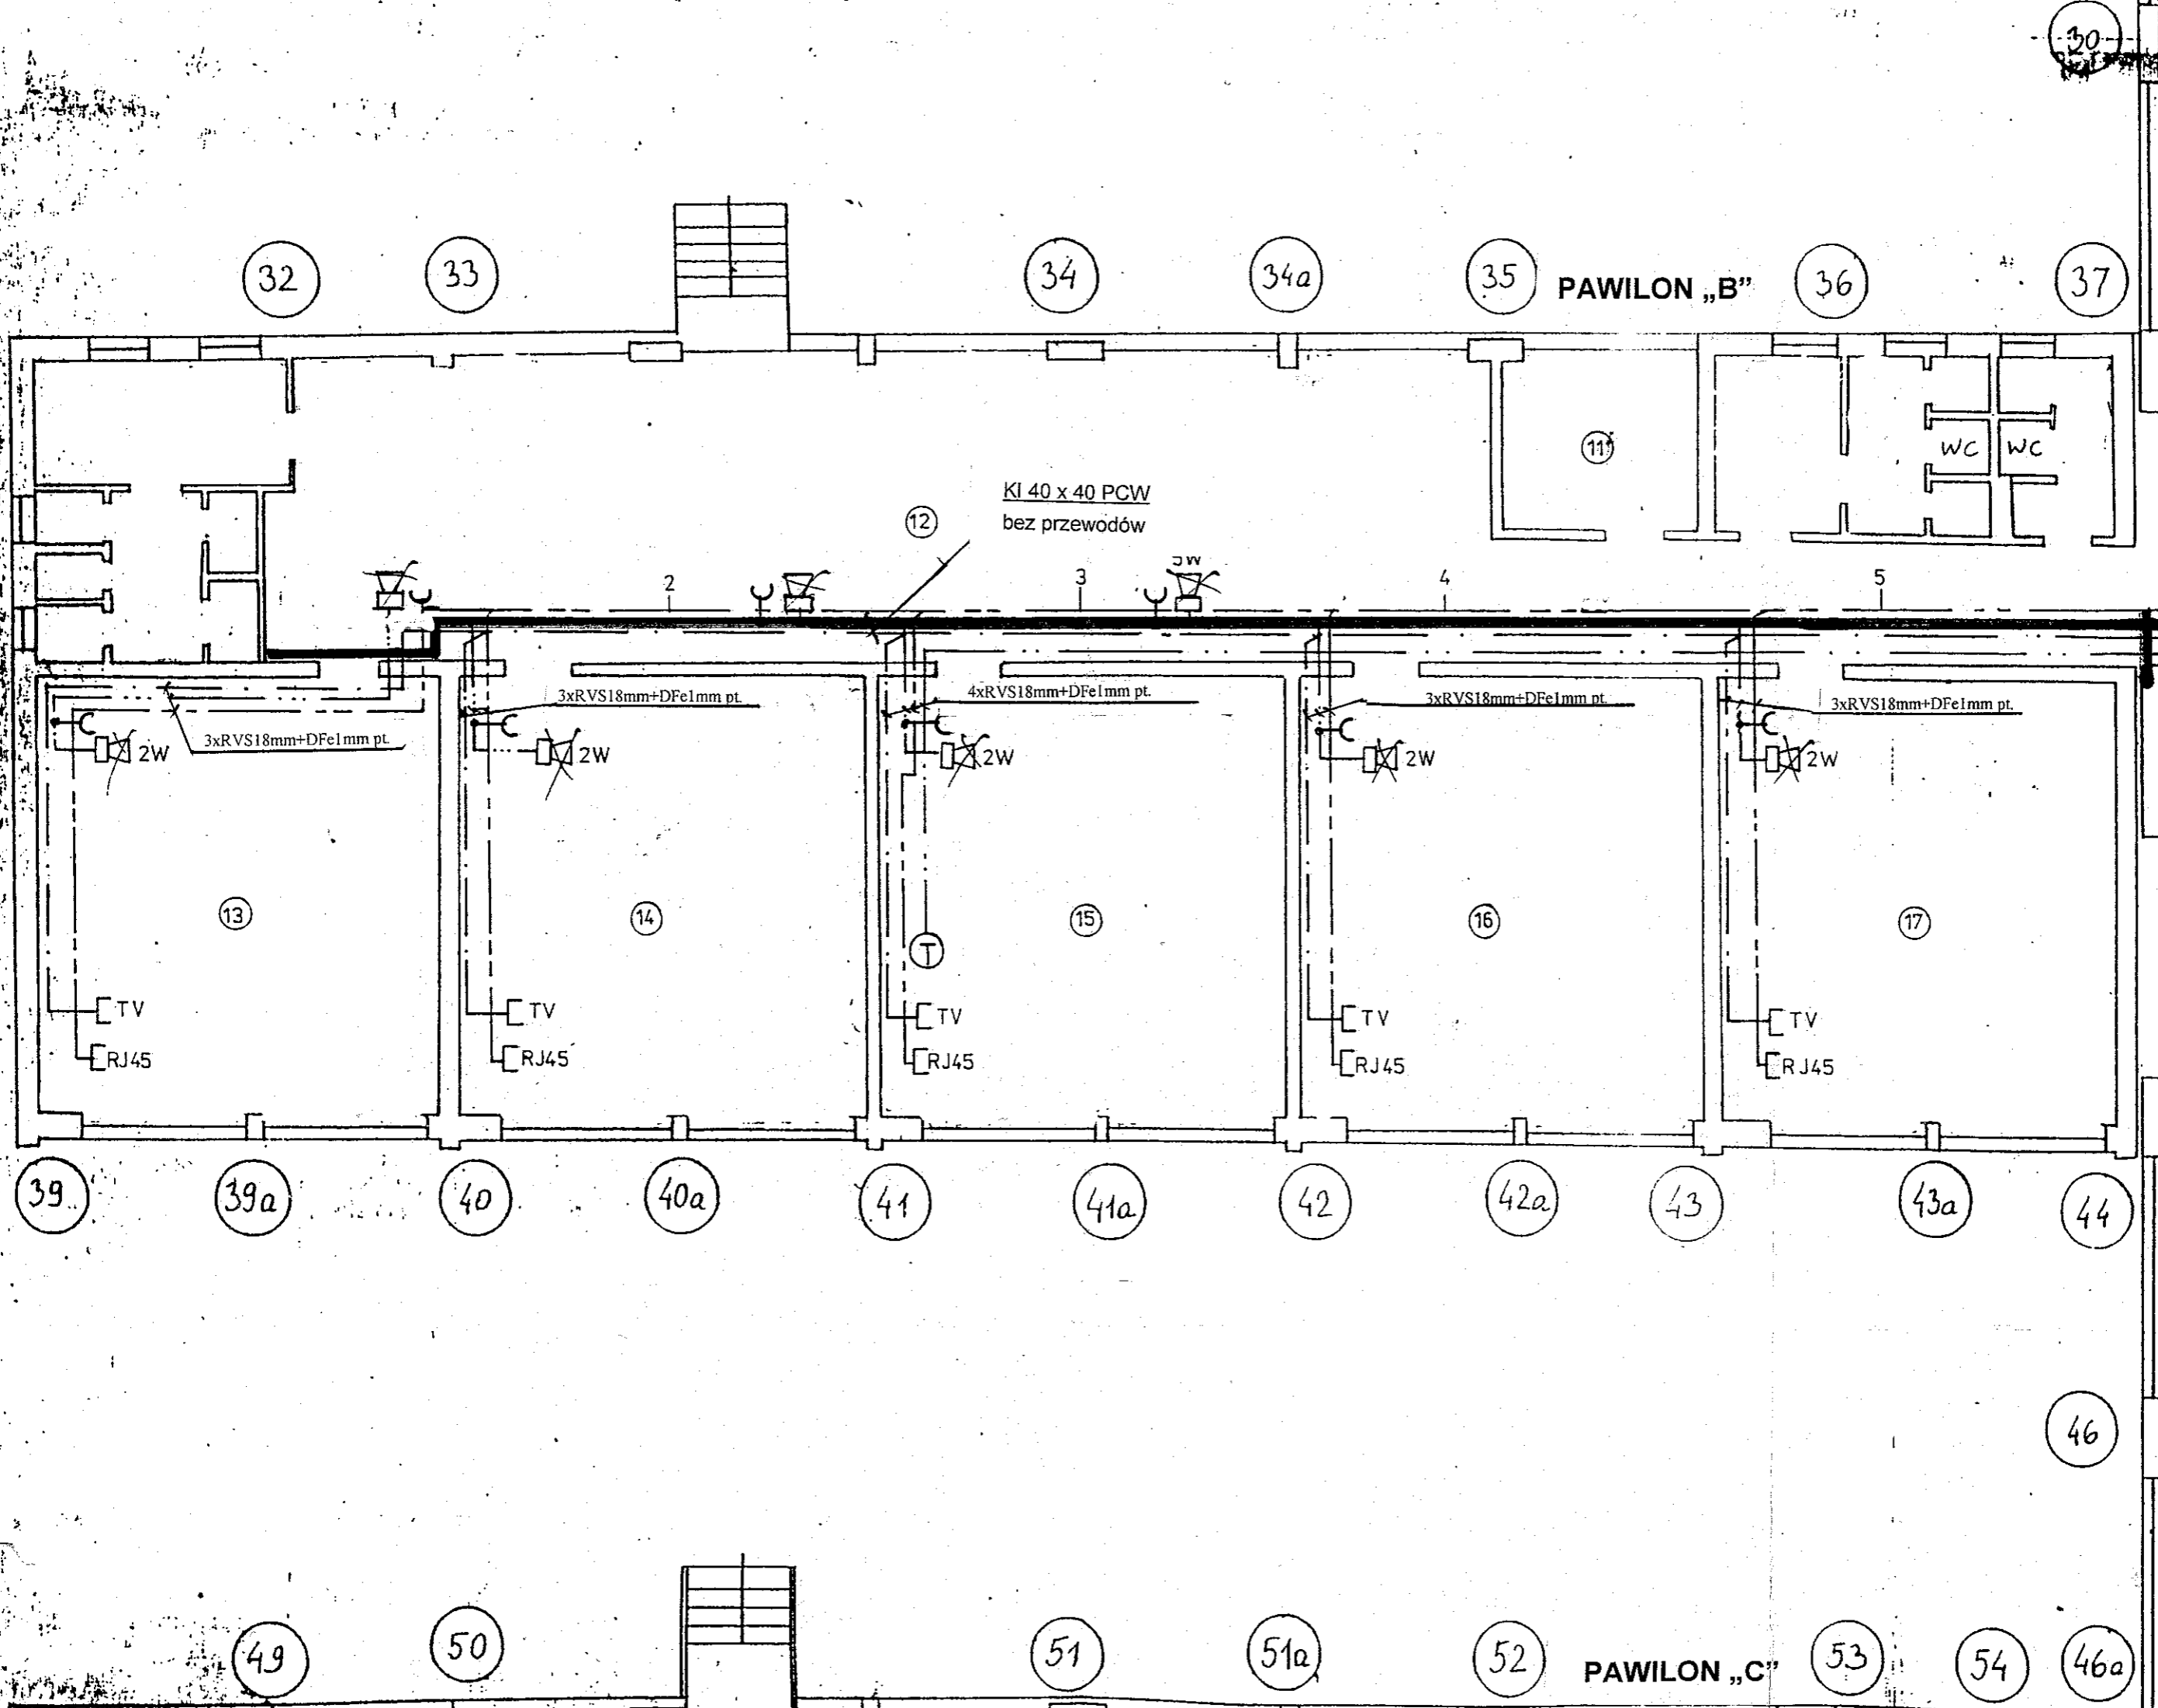 30
32
33
34
34a
35
PAWILON „B”
36
37
11
WC
WC
KI 40 x 40 PCW
bez przewodów
12
2
3
5W
4
5
3xRVS18mm+DFe1mm pt.
3xRVS18mm+DFe1mm pt.
4xRVS18mm+DFe1mm pt.
3xRVS18mm+DFe1mm pt.
3xRVS18mm+DFe1mm pt.
2W
2W
2W
2W
2W
13
14
15
16
17
T
TV
TV
TV
TV
TV
RJ45
RJ45
RJ45
RJ45
RJ45
39
39a
40
40a
41
41a
42
42a
43
43a
44
46
49
50
51
51a
52
PAWILON „C”
53
54
46a